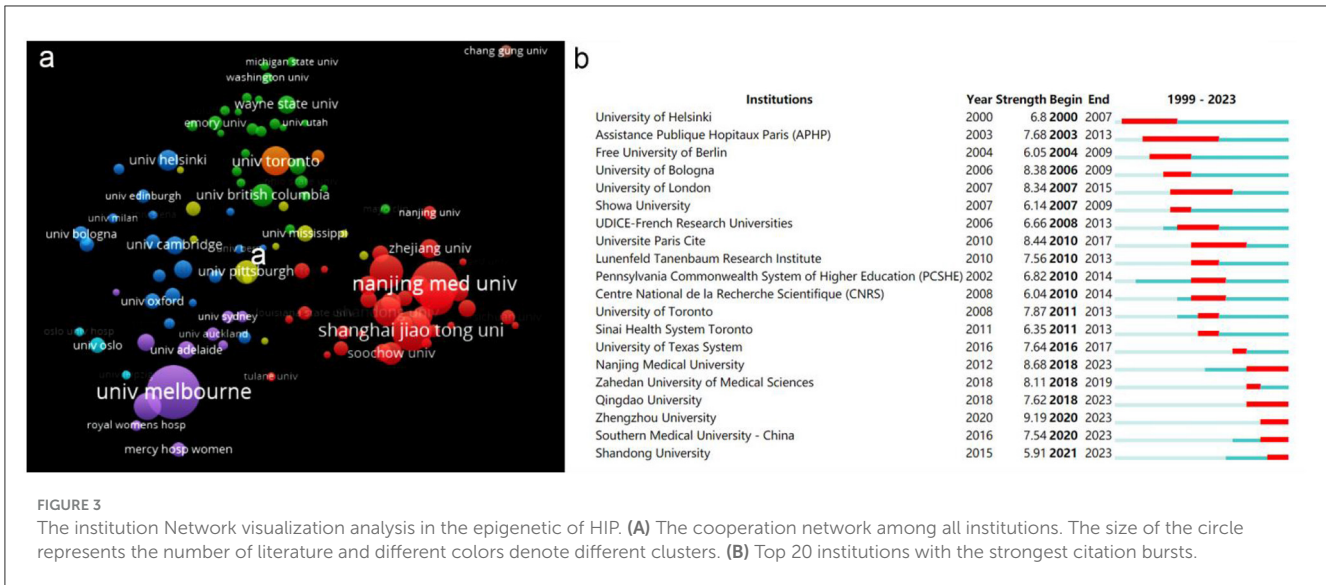 a
chang gung univ
michigan state univ
washington univ
wayne state univ
emory univ
univ utah
univ helsinki
univ toronto
univ edinburgh
univ british columbia
univ milan
nanjing univ
univ bologna
univ cambridge
univ mississippi
zhejiang univ
a
univ pittsburgh
nanjing med univ
univ oxford
univ sydney
shanghai jiao tong uni
oslo univ hosp
univ auckland
univ oslo
univ adelaide
soochow univ
tulane univ
univ melbourne
royal womens hosp
mercy hosp women
b
Institutions Year Strength Begin End 1999 - 2023
University of Helsinki 2000 6.8 2000 2007
Assistance Publique Hopitaux Paris (APHP) 2003 7.68 2003 2013
Free University of Berlin 2004 6.05 2004 2009
University of Bologna 2006 8.38 2006 2009
University of London 2007 8.34 2007 2015
Showa University 2007 6.14 2007 2009
UDICE-French Research Universities 2006 6.66 2008 2013
Universite Paris Cite 2010 8.44 2010 2017
Lunenfeld Tanenbaum Research Institute 2010 7.56 2010 2013
Pennsylvania Commonwealth System of Higher Education (PCSHE) 2002 6.82 2010 2014
Centre National de la Recherche Scientifique (CNRS) 2008 6.04 2010 2014
University of Toronto 2008 7.87 2011 2013
Sinai Health System Toronto 2011 6.35 2011 2013
University of Texas System 2016 7.64 2016 2017
Nanjing Medical University 2012 8.68 2018 2023
Zahedan University of Medical Sciences 2018 8.11 2018 2019
Qingdao University 2018 7.62 2018 2023
Zhengzhou University 2020 9.19 2020 2023
Southern Medical University - China 2016 7.54 2020 2023
Shandong University 2015 5.91 2021 2023
FIGURE 3
The institution Network visualization analysis in the epigenetic of HIP. (A) The cooperation network among all institutions. The size of the circle
represents the number of literature and different colors denote different clusters. (B) Top 20 institutions with the strongest citation bursts.